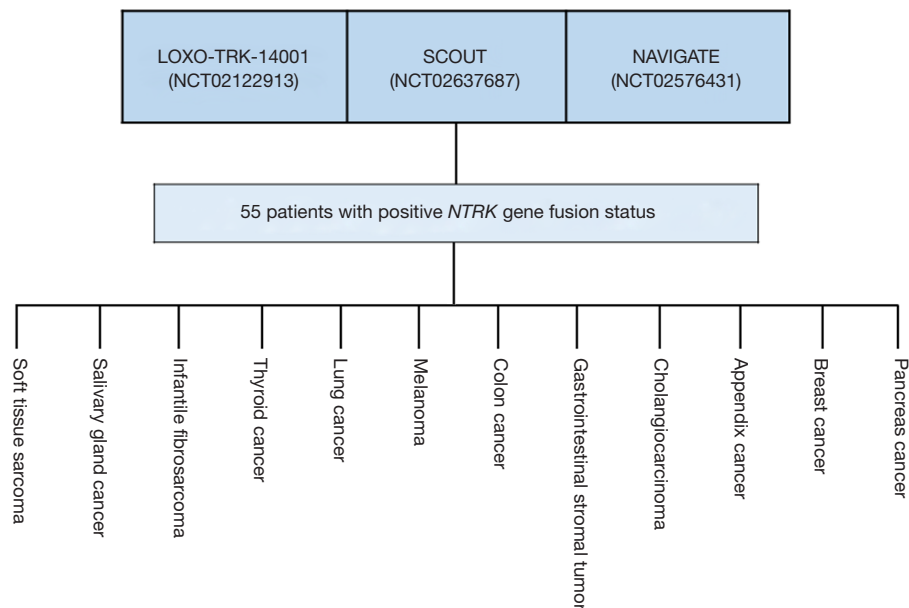 LOXO-TRK-14001
(NCT02122913)
SCOUT
(NCT02637687)
NAVIGATE
(NCT02576431)
55 patients with positive NTRK gene fusion status
Soft tissue sarcoma
Salivary gland cancer
Infantile fibrosarcoma
Thyroid cancer
Lung cancer
Melanoma
Colon cancer
Gastrointestinal stromal tumor
Cholangiocarcinoma
Appendix cancer
Breast cancer
Pancreas cancer